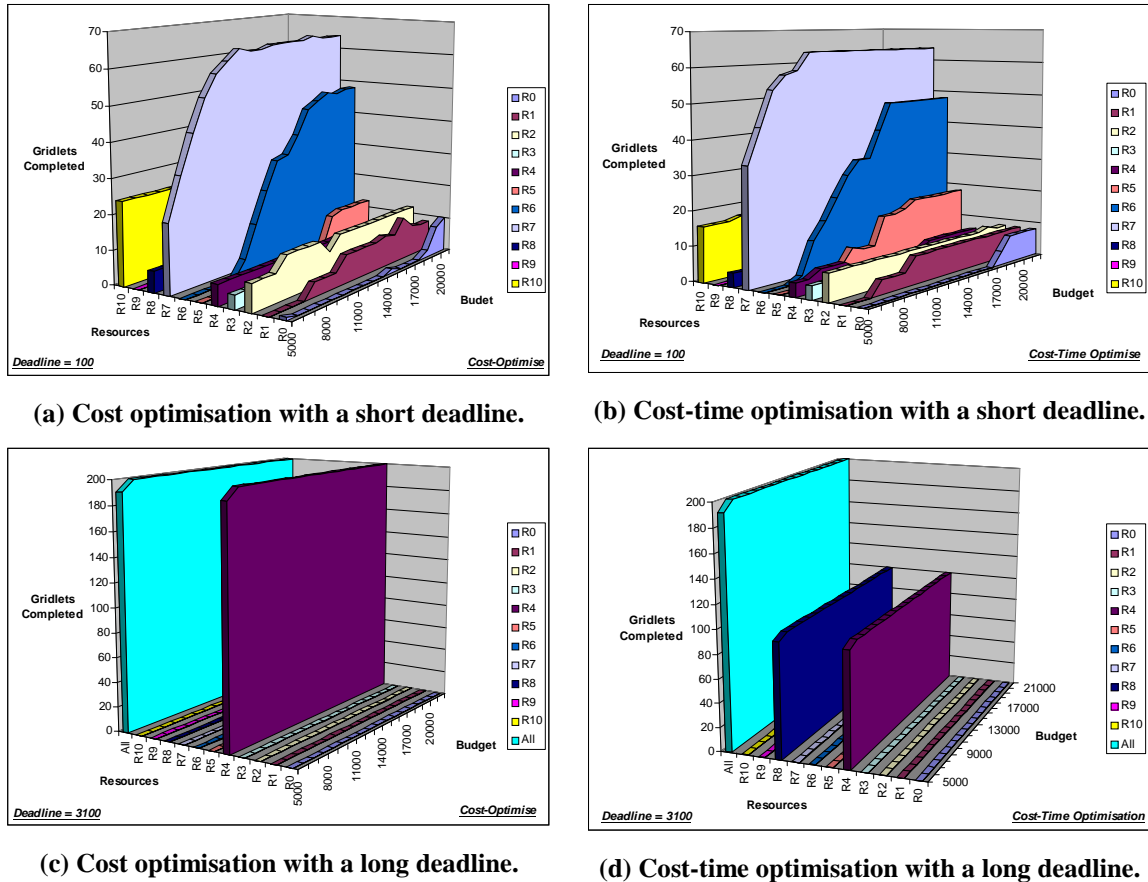 70
60
50
40
30
20
10
0
Gridlets
Completed
R10
R9
R8
R7
R6
R5
R4
R3
R2
R1
R0
Resources
5000
8000
11000
14000
17000
20000
Budet
R0
R1
R2
R3
R4
R5
R6
R7
R8
R9
R10
Deadline = 100
Cost-Optimise
(a) Cost optimisation with a short deadline.
70
60
50
40
30
20
10
0
Gridlets
Completed
R10
R9
R8
R7
R6
R5
R4
R3
R2
R1
R0
Resources
5000
8000
11000
14000
17000
20000
Budget
R0
R1
R2
R3
R4
R5
R6
R7
R8
R9
R10
Deadline = 100
Cost-Time Optimise
(b) Cost-time optimisation with a short deadline.
200
180
160
140
120
100
80
60
40
20
0
Gridlets
Completed
All
R10
R9
R8
R7
R6
R5
R4
R3
R2
R1
R0
Resources
5000
8000
11000
14000
17000
20000
Budget
R0
R1
R2
R3
R4
R5
R6
R7
R8
R9
R10
All
Deadline = 3100
Cost-Optimise
(c) Cost optimisation with a long deadline.
200
180
160
140
120
100
80
60
40
20
0
Gridlets
Completed
All
R10
R9
R8
R7
R6
R5
R4
R3
R2
R1
R0
Resources
5000
9000
13000
17000
21000
Budget
R0
R1
R2
R3
R4
R5
R6
R7
R8
R9
R10
All
Deadline = 3100
Cost-Time Optimisation
(d) Cost-time optimisation with a long deadline.